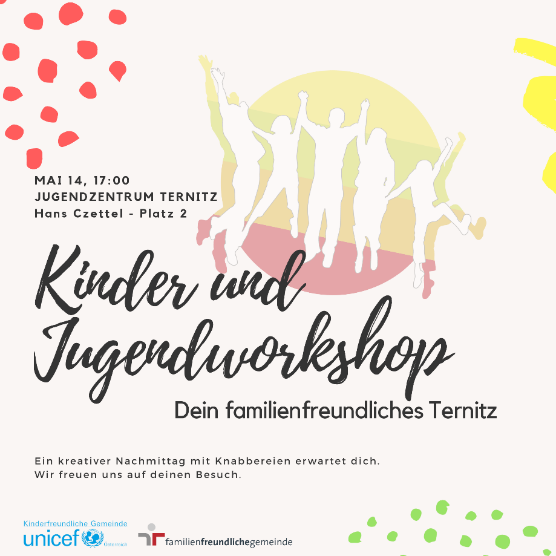 MAI 14, 17:00
JUGENDZENTRUM TERNITZ
Hans Czettel - Platz 2
Kinder und
Jugendworkshop
Dein familienfreundliches Ternitz
Ein kreativer Nachmittag mit Knabbereien erwartet dich.
Wir freuen uns auf deinen Besuch.
Kinderfreundliche Gemeinde
unicef
familienfreundlichegemeinde